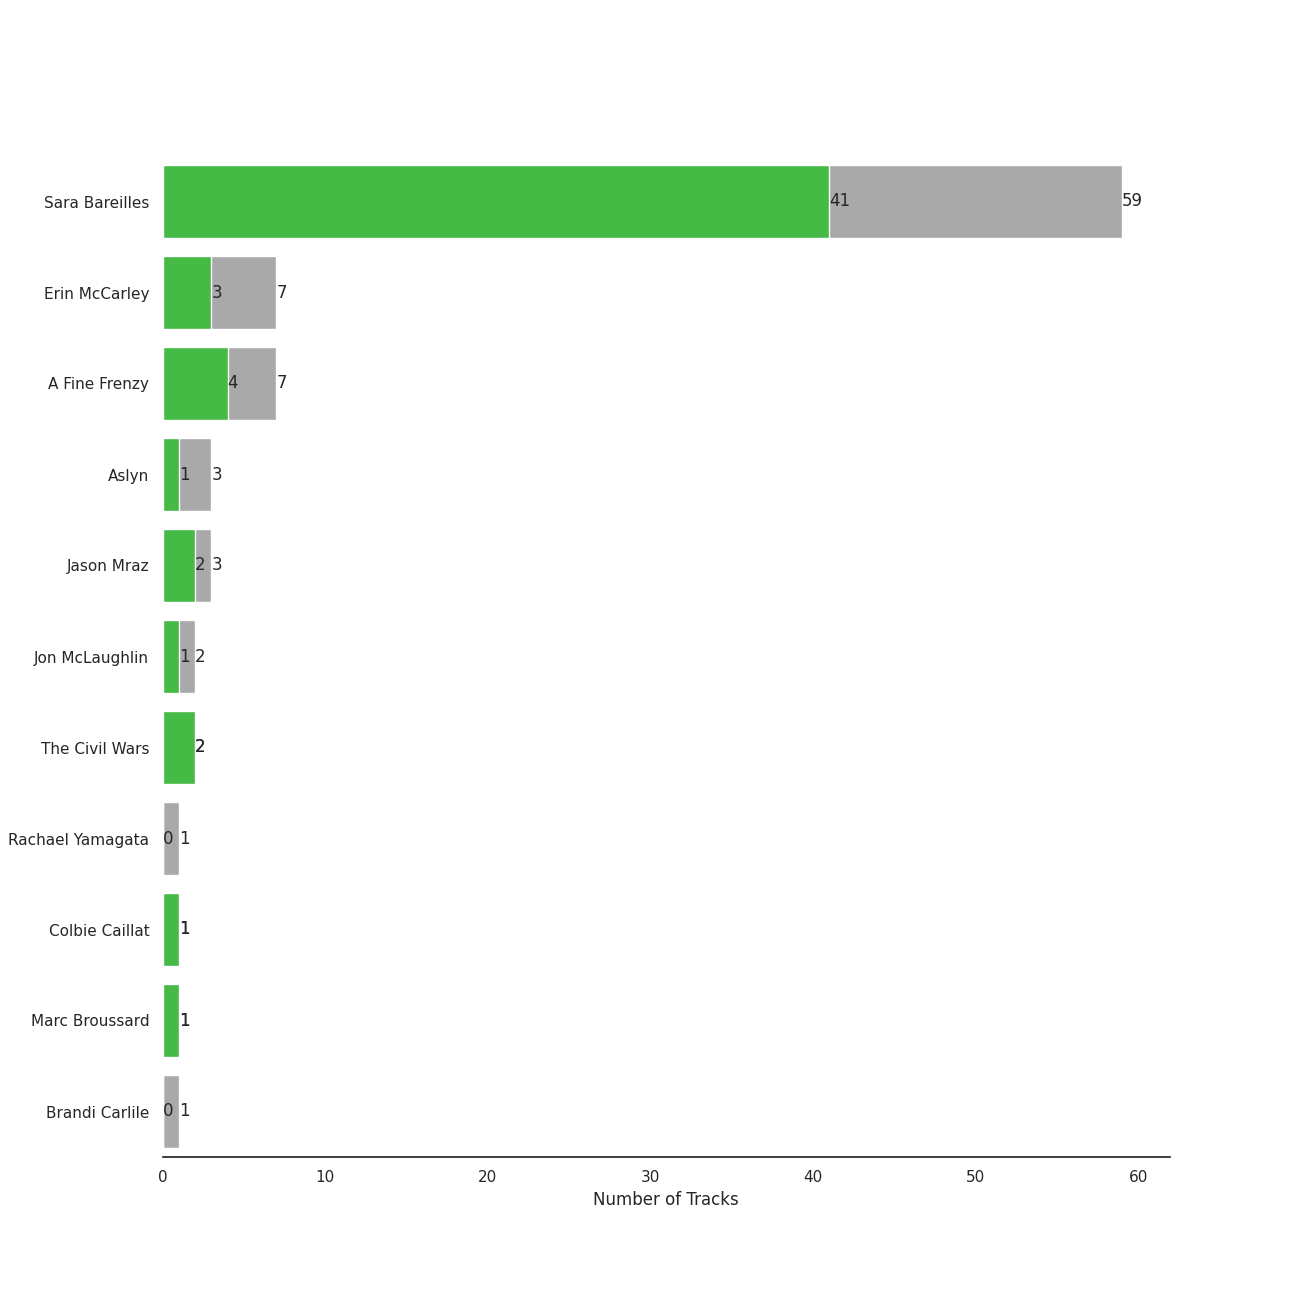 Sara Bareilles 41 59
Erin McCarley 3 7
A Fine Frenzy 4 7
Aslyn 1 3
Jason Mraz 2 3
Jon McLaughlin 1 2
The Civil Wars 2
Rachael Yamagata 0 1
Colbie Caillat 1
Marc Broussard 1
Brandi Carlile 0 1
0 10 20 30 40 50 60
Number of Tracks